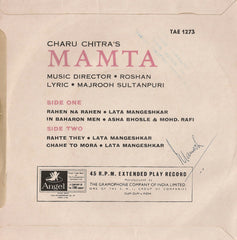 TAE 1273
CHARU CHITRA'S
MAMTA
MUSIC DIRECTOR • ROSHAN
LYRIC • MAJROOH SULTANPURI
SIDE ONE
RAHEN NA RAHEN • LATA MANGESHKAR
IN BAHARON MEN • ASHA BHOSLE & MOHD. RAFI
SIDE TWO
RAHTE THEY • LATA MANGESHKAR
CHAHE TO MORA • LATA MANGESHKAR
Angel
45 R.P.M. EXTENDED PLAY RECORD
THE GRAMOPHONE COMPANY OF INDIA LIMITED